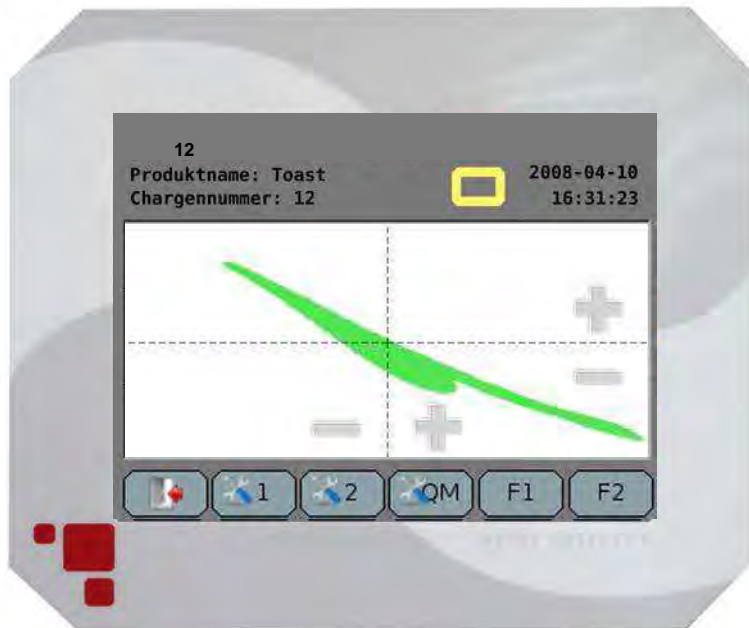 12
Produktname: Toast
Chargennummer: 12
2008-04-10
16:31:23
1
2
QM
F1
F2